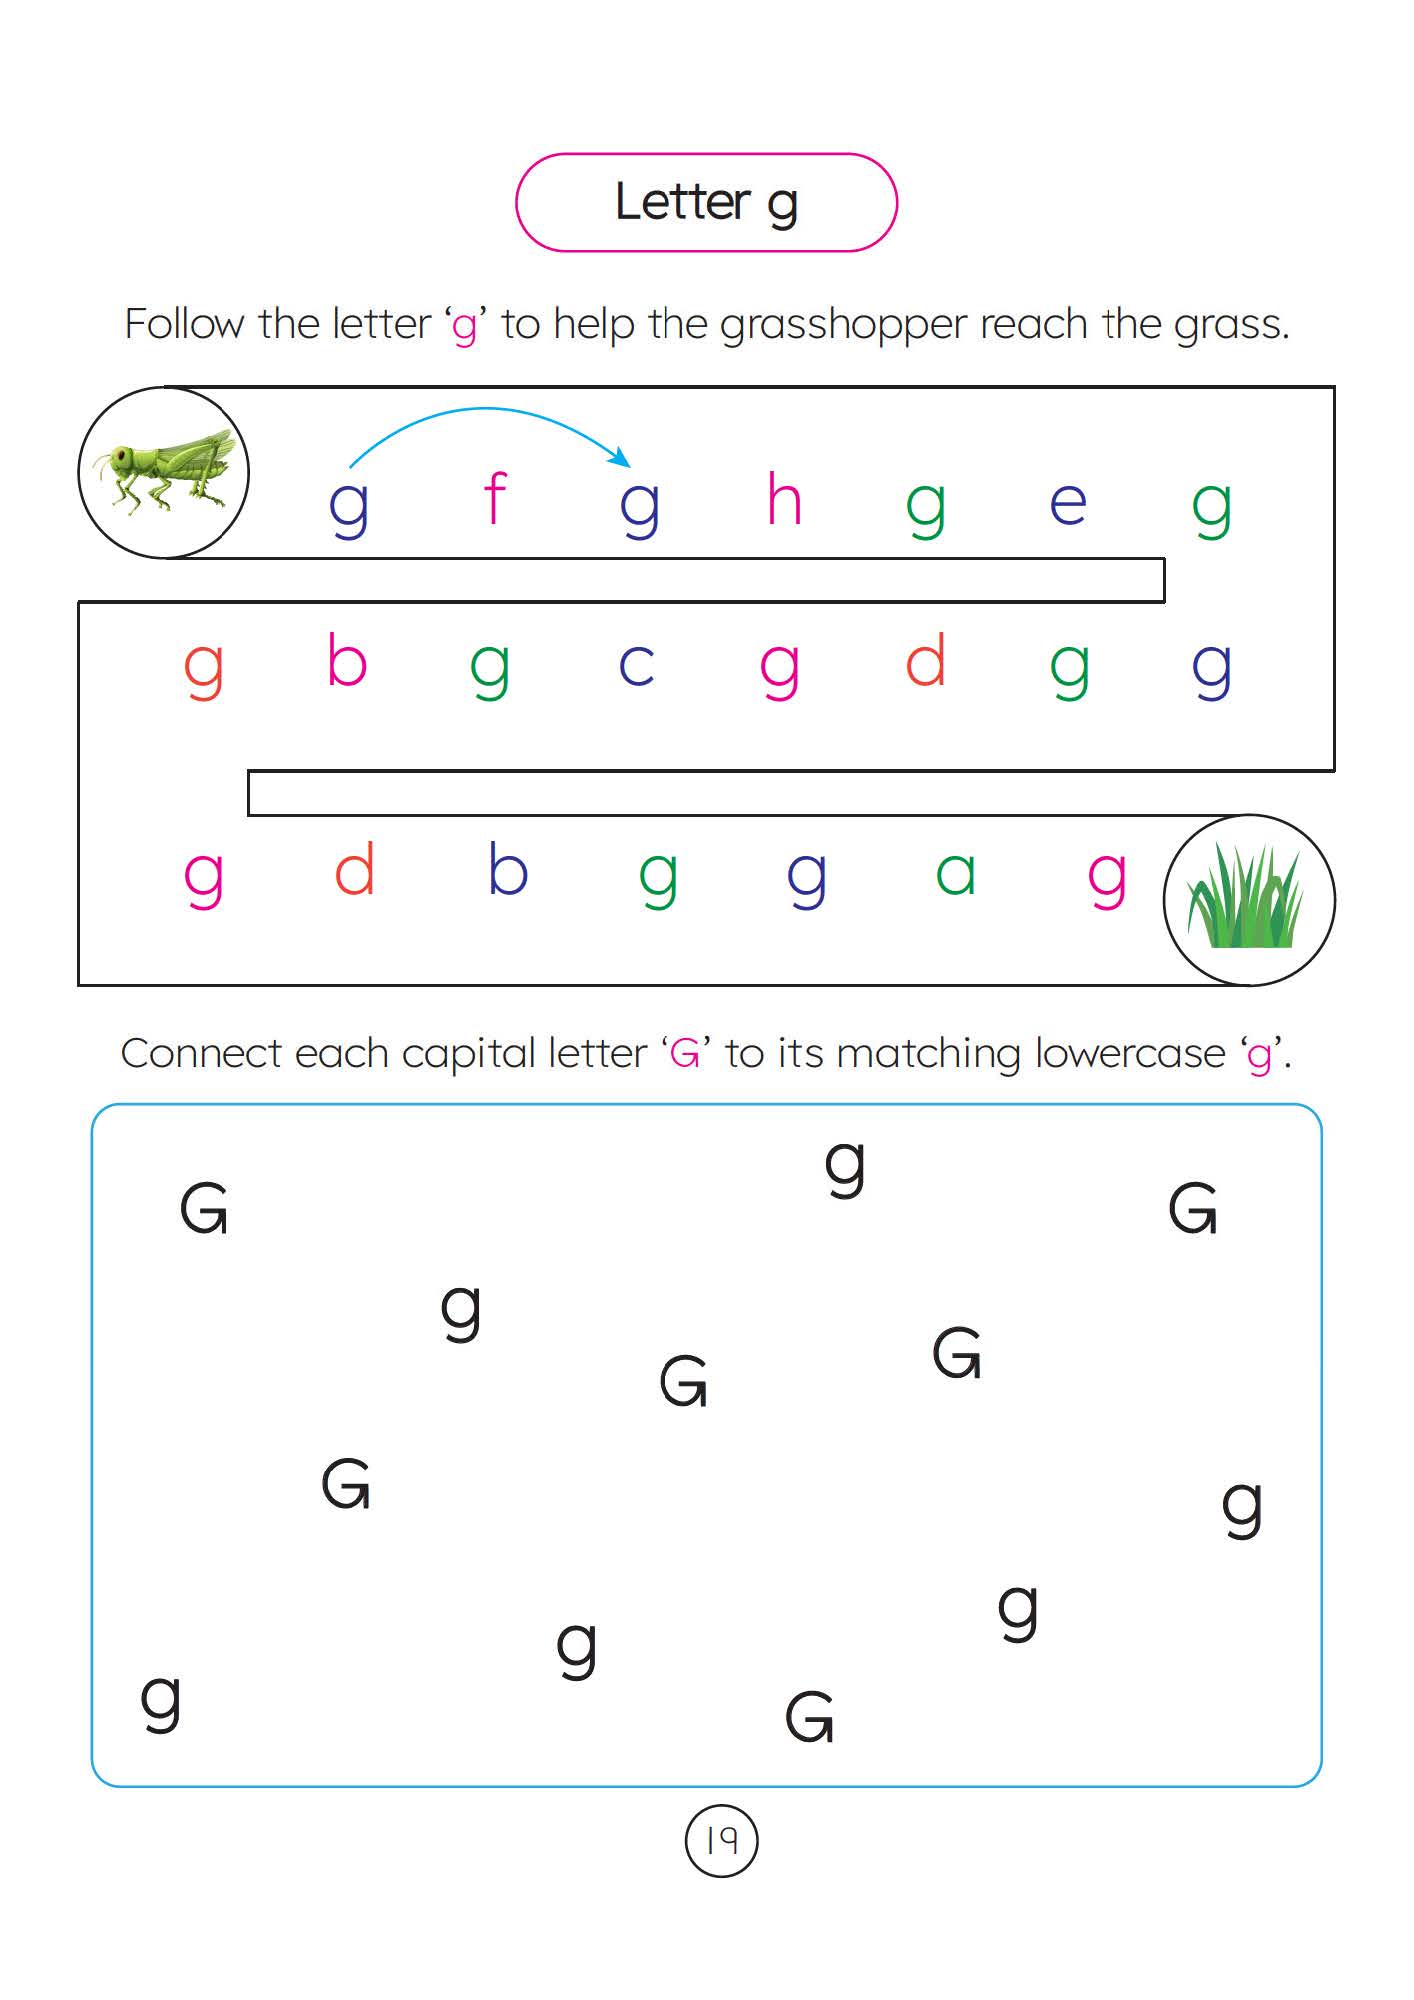 Letter g
Follow the letter ‘g’ to help the grasshopper reach the grass.
g f g h g e g
g b g c g d g g
g d b g g a g
Connect each capital letter ‘G’ to its matching lowercase ‘g’.
g
G G
g
G
G
G
g
g
g
g
G
19